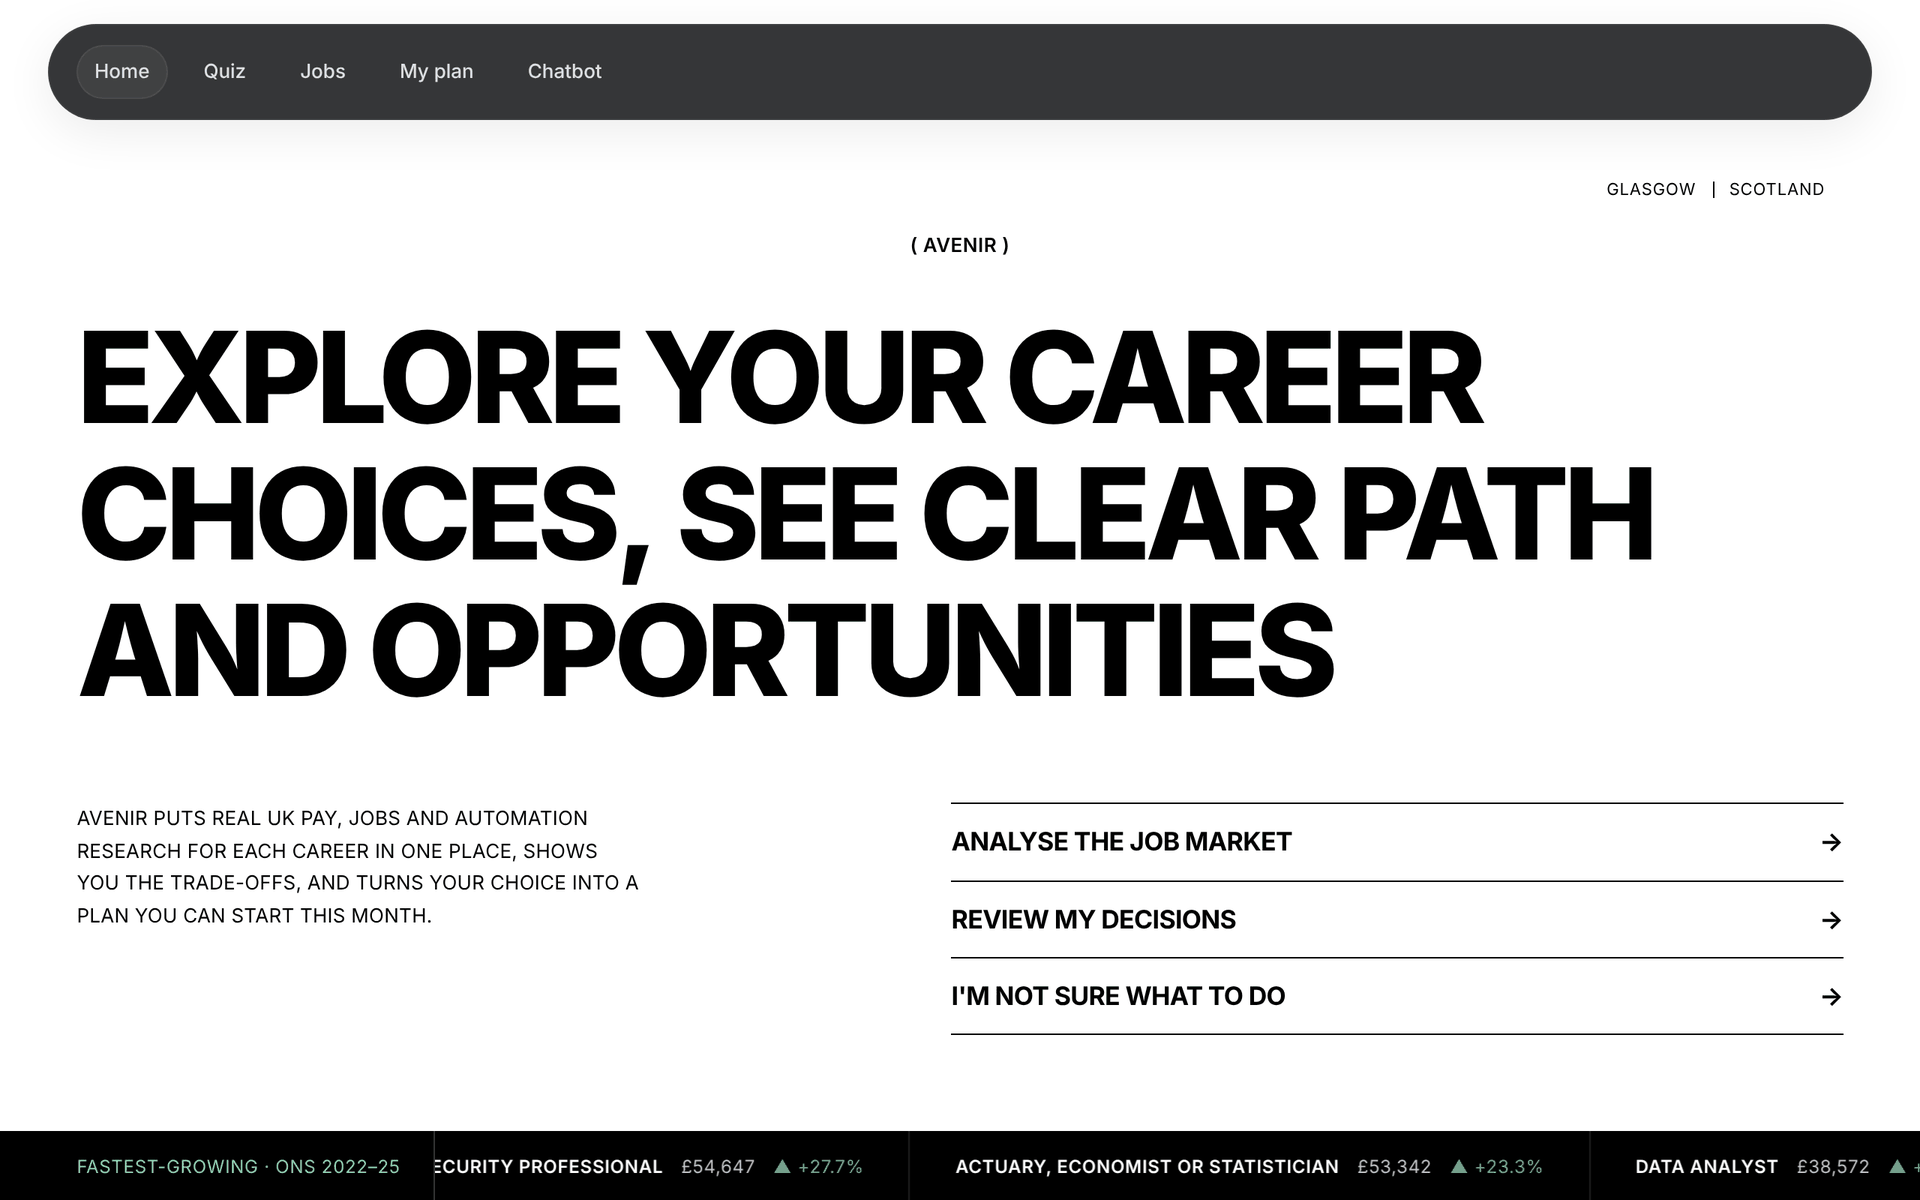 Home Quiz Jobs My plan Chatbot
GLASGOW | SCOTLAND
( AVENIR )
EXPLORE YOUR CAREER
CHOICES, SEE CLEAR PATH
AND OPPORTUNITIES
AVENIR PUTS REAL UK PAY, JOBS AND AUTOMATION
RESEARCH FOR EACH CAREER IN ONE PLACE, SHOWS
YOU THE TRADE-OFFS, AND TURNS YOUR CHOICE INTO A
PLAN YOU CAN START THIS MONTH.
ANALYSE THE JOB MARKET →
REVIEW MY DECISIONS →
I'M NOT SURE WHAT TO DO →
FASTEST-GROWING · ONS 2022–25 ECURITY PROFESSIONAL £54,647 ▲ +27.7% ACTUARY, ECONOMIST OR STATISTICIAN £53,342 ▲ +23.3% DATA ANALYST £38,572 ▲ +